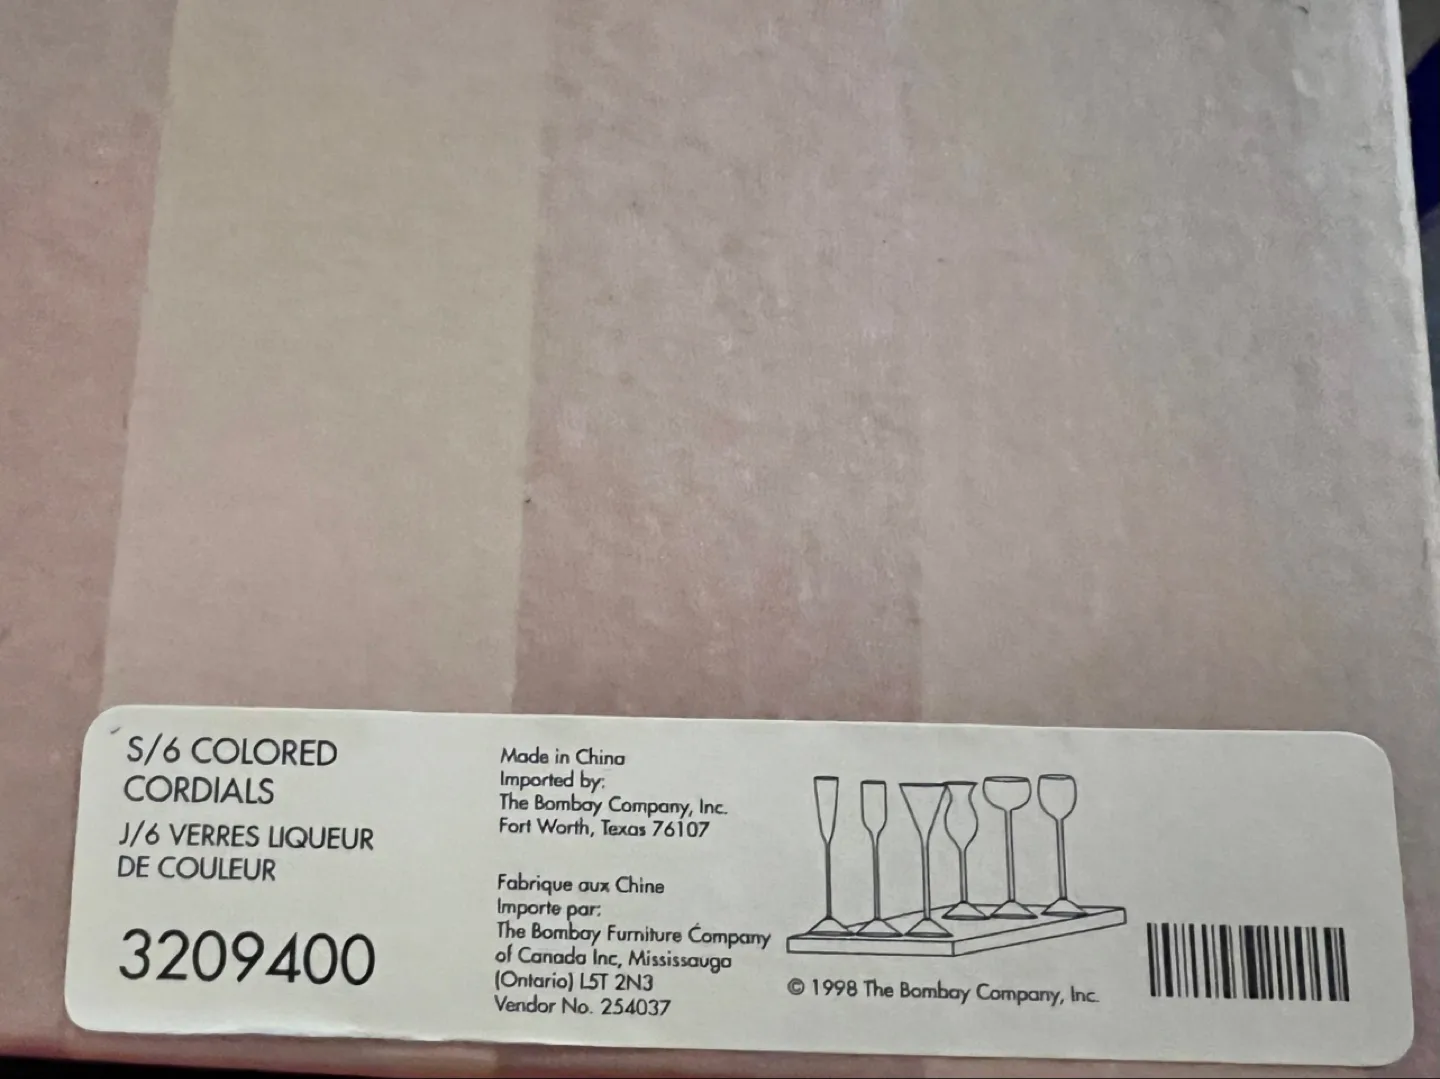 S/6 COLORED
CORDIALS
J/6 VERRES LIQUEUR
DE COULEUR
3209400
Made in China
Imported by:
The Bombay Company, Inc.
Fort Worth, Texas 76107
Fabrique aux Chine
Importe par:
The Bombay Furniture Company
of Canada Inc, Mississauga
(Ontario) L5T 2N3
Vendor No. 254037
© 1998 The Bombay Company, Inc.